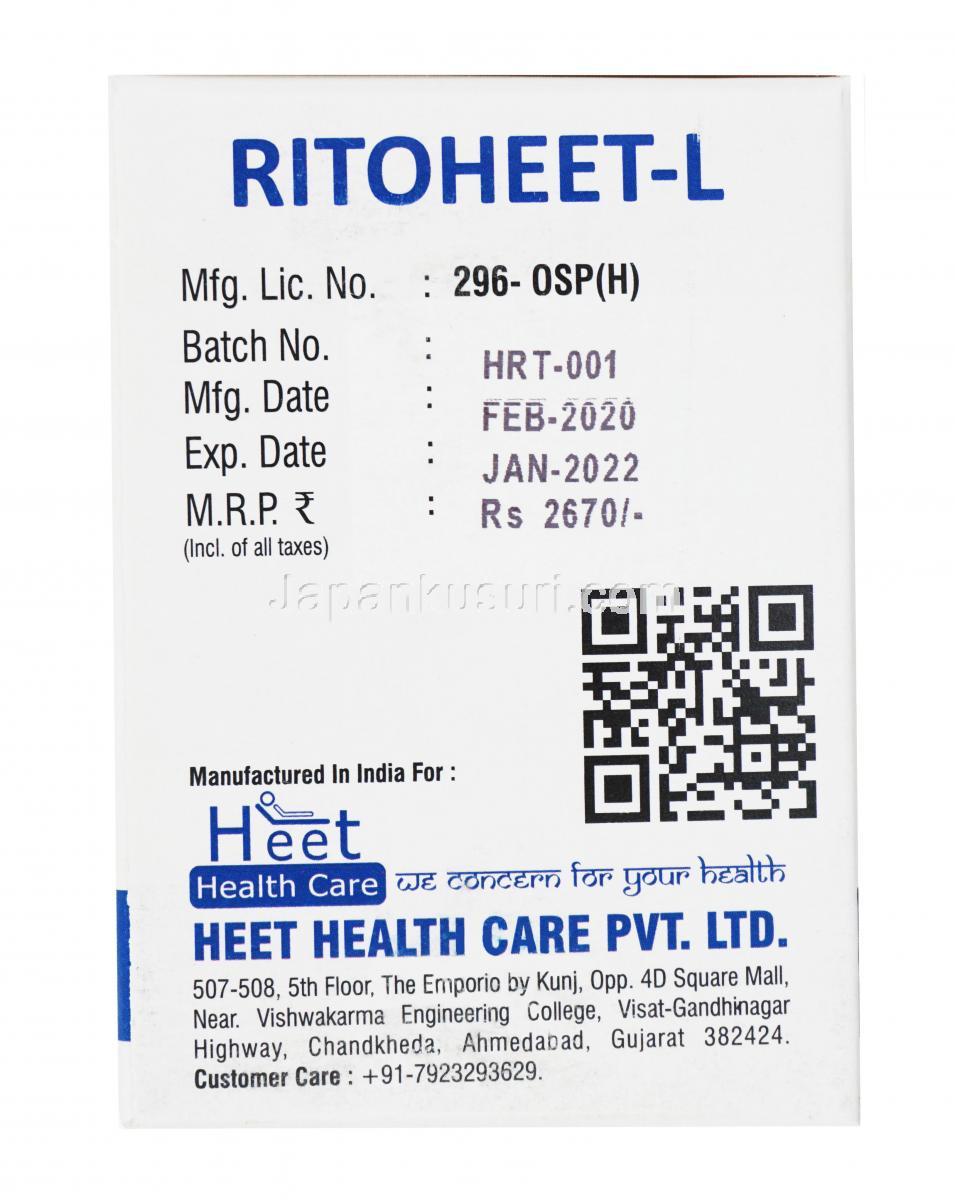 RITOHEET-L
Mfg. Lic. No. : 296- OSP(H)
Batch No. : HRT-001
Mfg. Date : FEB-2020
Exp. Date : JAN-2022
M.R.P. ₹ : Rs 2670/-
(Incl. of all taxes)
Japankusuri.com
Manufactured In India For :
Heet
Health Care we concern for your health
HEET HEALTH CARE PVT. LTD.
507-508, 5th Floor, The Emporio by Kunj, Opp. 4D Square Mall,
Near. Vishwakarma Engineering College, Visat-Gandhinagar
Highway, Chandkheda, Ahmedabad, Gujarat 382424.
Customer Care : +91-7923293629.